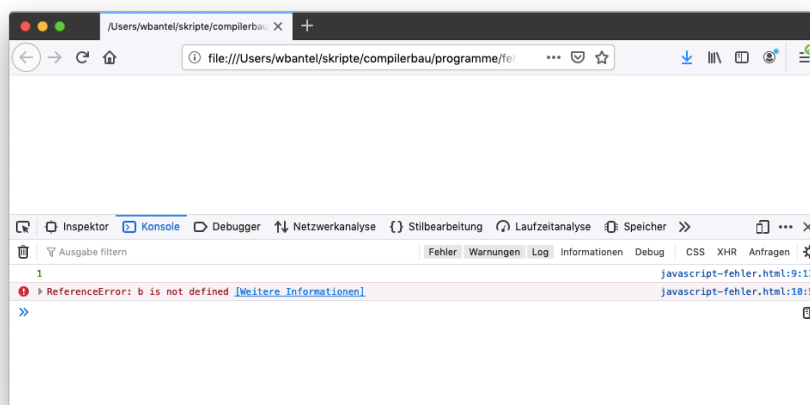 /Users/wbantel/skripte/compilerbau
file:///Users/wbantel/skripte/compilerbau/programme/fe
Inspektor Konsole Debugger Netzwerkanalyse Stilbearbeitung Laufzeitanalyse Speicher
Ausgabe filtern Fehler Warnungen Log Informationen Debug CSS XHR Anfragen
1 javascript-fehler.html:9:1
ReferenceError: b is not defined [Weitere Informationen] javascript-fehler.html:10: